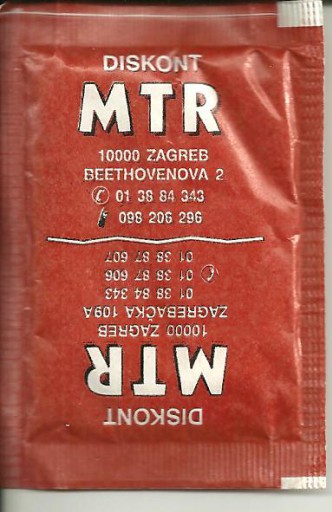 DISKONT
MTR
10000 ZAGREB
BEETHOVENOVA 2
01 38 84 343
098 206 296
DISKONT
MTR
10000 ZAGREB
ZAGREBAČKA 109A
01 38 84 343
01 38 87 606
01 38 87 607